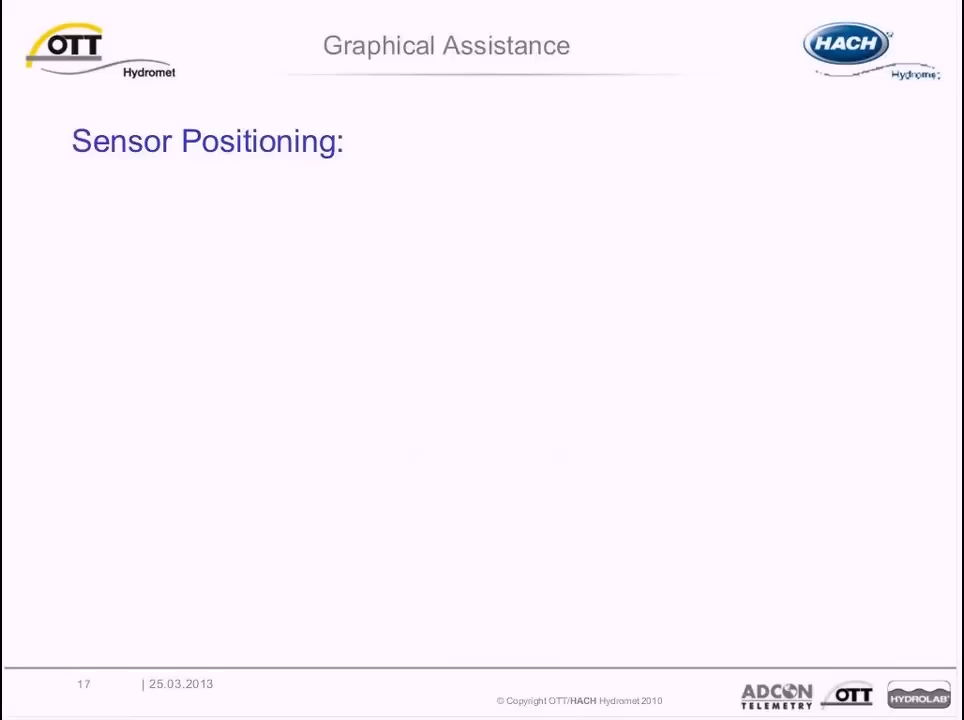 OTT
Hydromet
Graphical Assistance
HACH
Hydromet
Sensor Positioning:
17
| 25.03.2013
© Copyright OTT/HACH Hydromet 2010
ADCON
TELEMETRY
OTT
HYDROLAB